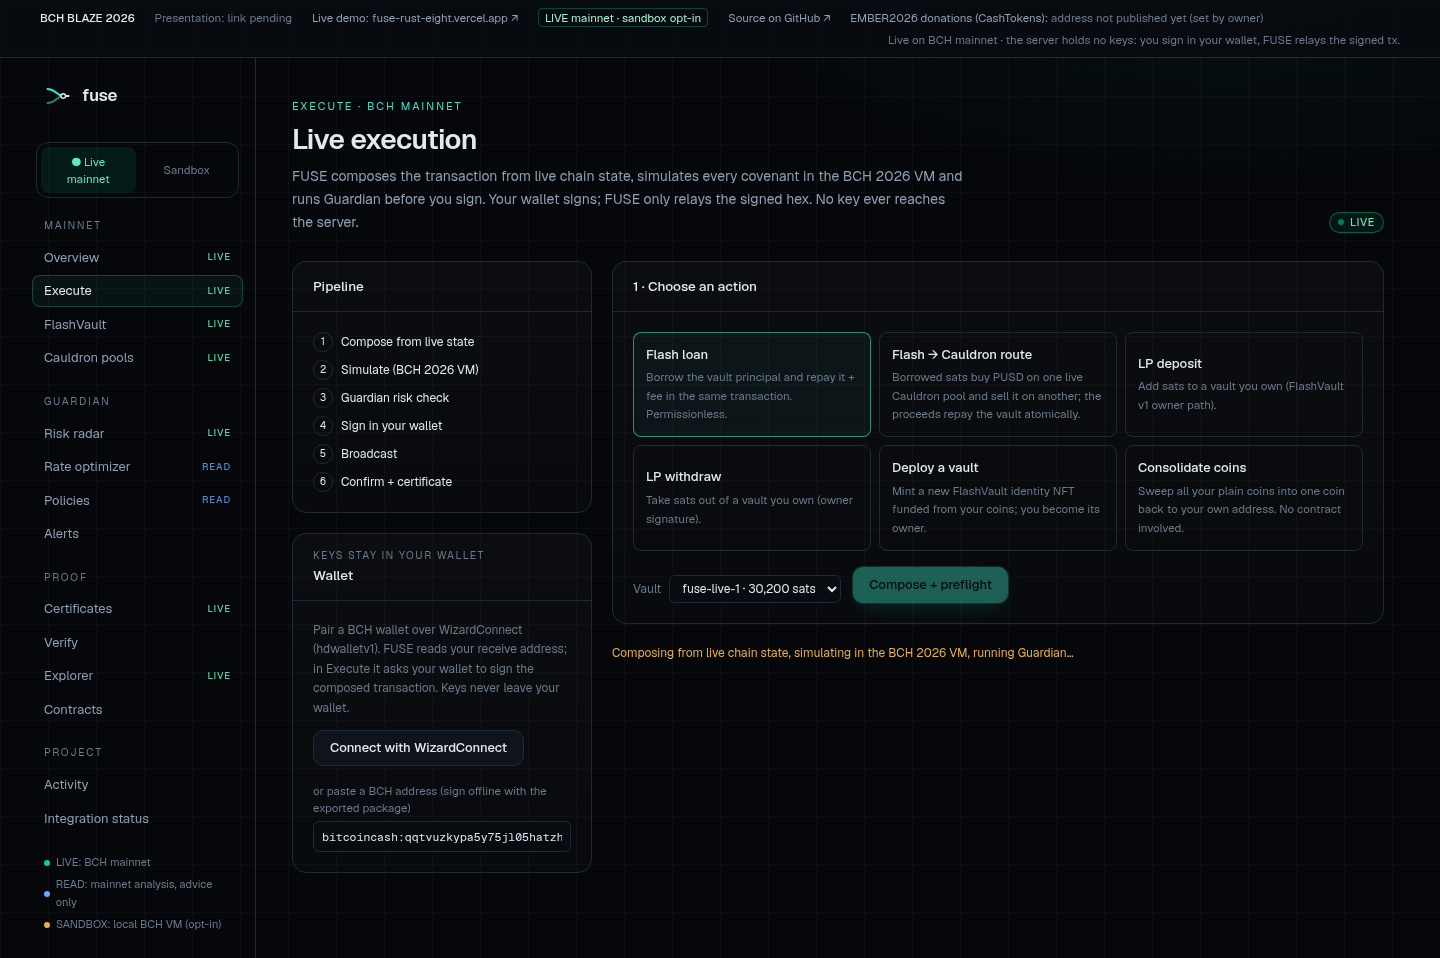 BCH BLAZE 2026
Presentation: link pending
Live demo: fuse-rust-eight.vercel.app ↗
LIVE mainnet · sandbox opt-in
Source on GitHub ↗
EMBER2026 donations (CashTokens): address not published yet (set by owner)
Live on BCH mainnet · the server holds no keys: you sign in your wallet, FUSE relays the signed tx.
fuse
Live
mainnet
Sandbox
MAINNET
Overview LIVE
Execute LIVE
FlashVault LIVE
Cauldron pools LIVE
GUARDIAN
Risk radar LIVE
Rate optimizer READ
Policies READ
Alerts
PROOF
Certificates LIVE
Verify
Explorer LIVE
Contracts
PROJECT
Activity
Integration status
LIVE: BCH mainnet
READ: mainnet analysis, advice
only
SANDBOX: local BCH VM (opt-in)
EXECUTE · BCH MAINNET
Live execution
FUSE composes the transaction from live chain state, simulates every covenant in the BCH 2026 VM and
runs Guardian before you sign. Your wallet signs; FUSE only relays the signed hex. No key ever reaches
the server.
LIVE
Pipeline
1 Compose from live state
2 Simulate (BCH 2026 VM)
3 Guardian risk check
4 Sign in your wallet
5 Broadcast
6 Confirm + certificate
KEYS STAY IN YOUR WALLET
Wallet
Pair a BCH wallet over WizardConnect
(hdwalletv1). FUSE reads your receive address;
in Execute it asks your wallet to sign the
composed transaction. Keys never leave your
wallet.
Connect with WizardConnect
or paste a BCH address (sign offline with the
exported package)
bitcoincash:qqtvuzkypa5y75jl05hatzh
1 · Choose an action
Flash loan
Borrow the vault principal and repay it +
fee in the same transaction.
Permissionless.
Flash → Cauldron route
Borrowed sats buy PUSD on one live
Cauldron pool and sell it on another; the
proceeds repay the vault atomically.
LP deposit
Add sats to a vault you own (FlashVault
v1 owner path).
LP withdraw
Take sats out of a vault you own (owner
signature).
Deploy a vault
Mint a new FlashVault identity NFT
funded from your coins; you become its
owner.
Consolidate coins
Sweep all your plain coins into one coin
back to your own address. No contract
involved.
Vault
fuse-live-1 · 30,200 sats
Compose + preflight
Composing from live chain state, simulating in the BCH 2026 VM, running Guardian…